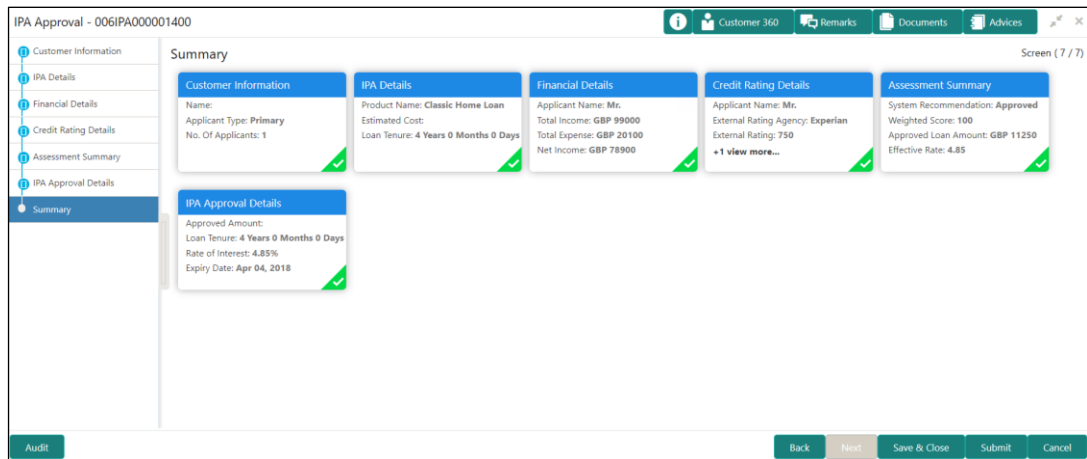 IPA Approval - 006IPA000001400
Customer 360
Remarks
Documents
Advices
Customer Information
IPA Details
Financial Details
Credit Rating Details
Assessment Summary
IPA Approval Details
Summary
Summary
Screen ( 7 / 7)
Customer Information
Name:
Applicant Type: Primary
No. Of Applicants: 1
IPA Details
Product Name: Classic Home Loan
Estimated Cost:
Loan Tenure: 4 Years 0 Months 0 Days
Financial Details
Applicant Name: Mr.
Total Income: GBP 99000
Total Expense: GBP 20100
Net Income: GBP 78900
Credit Rating Details
Applicant Name: Mr.
External Rating Agency: Experian
External Rating: 750
+1 view more...
Assessment Summary
System Recommendation: Approved
Weighted Score: 100
Approved Loan Amount: GBP 11250
Effective Rate: 4.85
IPA Approval Details
Approved Amount:
Loan Tenure: 4 Years 0 Months 0 Days
Rate of Interest: 4.85%
Expiry Date: Apr 04, 2018
Audit
Back
Next
Save & Close
Submit
Cancel